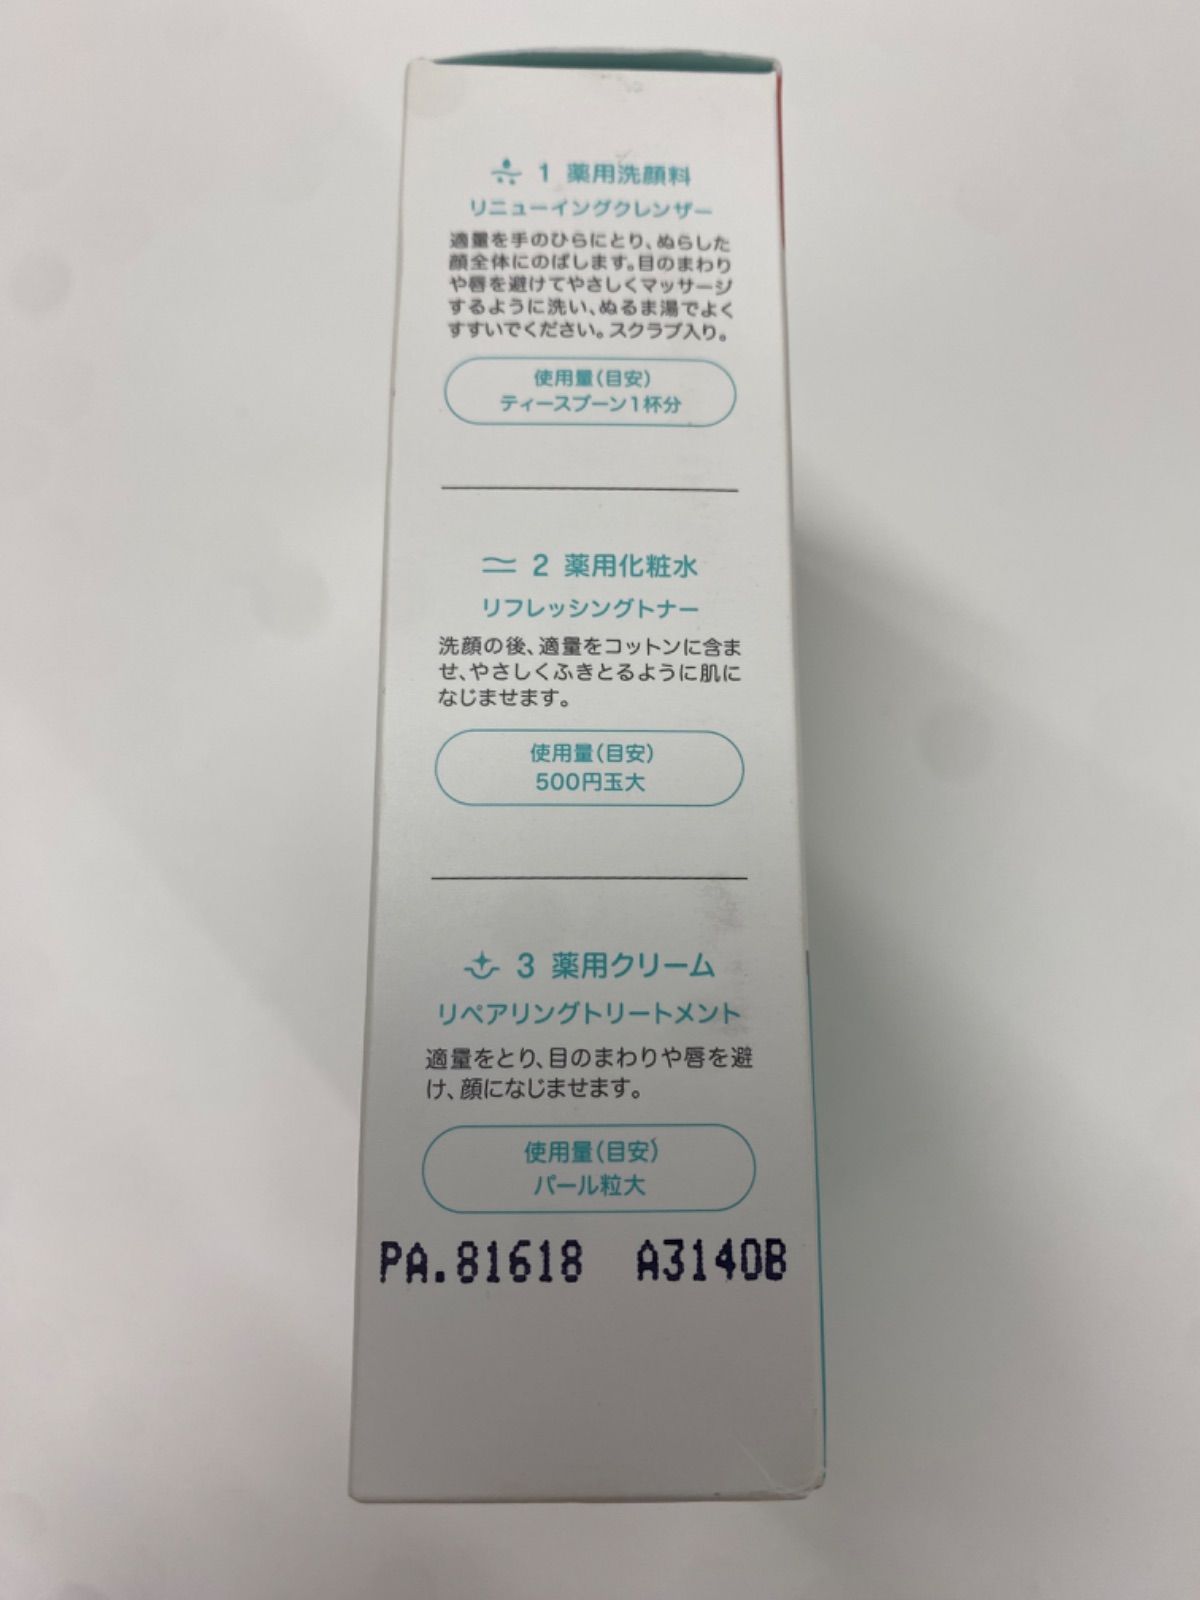 1 薬用洗顔料
リニューイングクレンザー
適量を手のひらにとり、ぬらした
顔全体にのばします。目のまわり
や唇を避けてやさしくマッサージ
するように洗い、ぬるま湯でよく
すすいでください。スクラブ入り。
使用量(目安)
ティースプーン1杯分
2 薬用化粧水
リフレッシングトナー
洗顔の後、適量をコットンに含ま
せ、やさしくふきとるように肌に
なじませます。
使用量(目安)
500円玉大
3 薬用クリーム
リペアリングトリートメント
適量をとり、目のまわりや唇を避
け、顔になじませます。
使用量(目安)
パール粒大
PA.81618 A3140B